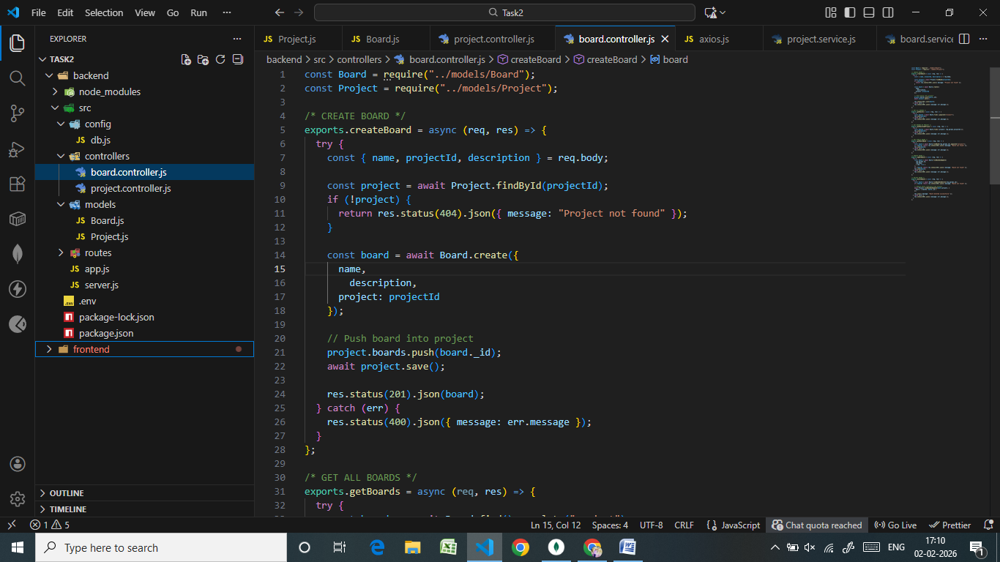 File Edit Selection View Go Run ··· Task2
EXPLORER ···
Project.js Board.js project.controller.js board.controller.js axios.js project.service.js board.service ···
TASK2
backend > src > controllers > board.controller.js > createBoard > createBoard > board
backend
node_modules
src
config
db.js
controllers
board.controller.js
project.controller.js
models
Board.js
Project.js
routes
app.js
server.js
.env
package-lock.json
package.json
frontend
OUTLINE
TIMELINE
1 const Board = require("../models/Board");
2 const Project = require("../models/Project");
3
4 /* CREATE BOARD */
5 exports.createBoard = async (req, res) => {
6 try {
7 const { name, projectId, description } = req.body;
8
9 const project = await Project.findById(projectId);
10 if (!project) {
11 return res.status(404).json({ message: "Project not found" });
12 }
13
14 const board = await Board.create({
15 name,
16 description,
17 project: projectId
18 });
19
20 // Push board into project
21 project.boards.push(board._id);
22 await project.save();
23
24 res.status(201).json(board);
25 } catch (err) {
26 res.status(400).json({ message: err.message });
27 }
28 };
29
30 /* GET ALL BOARDS */
31 exports.getBoards = async (req, res) => {
32 try {
1 5 Ln 15, Col 12 Spaces: 4 UTF-8 CRLF {} JavaScript Chat quota reached Go Live Prettier
Type here to search
ENG 17:10
02-02-2026
1